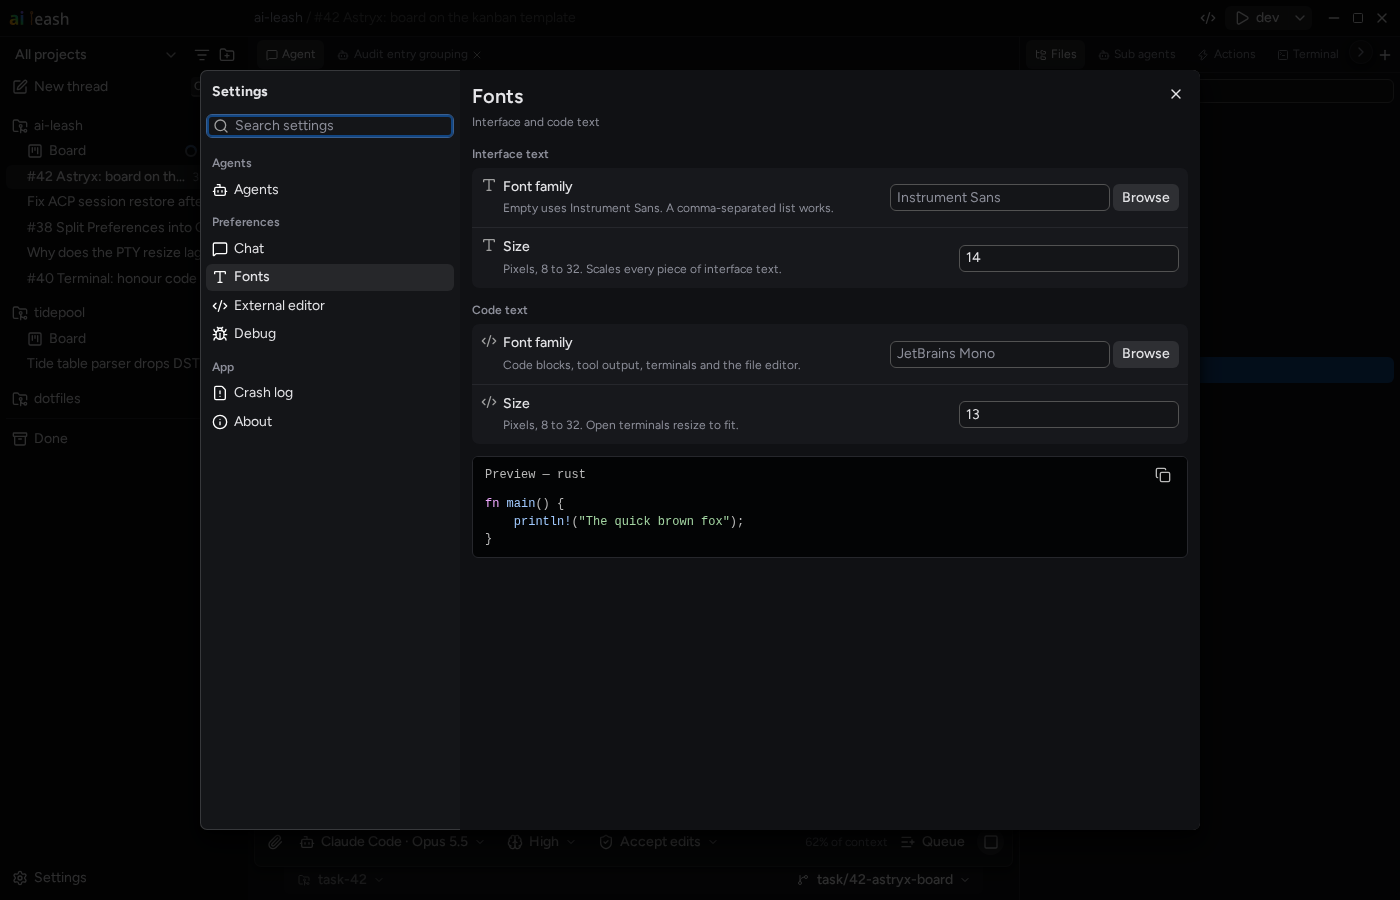 ai leash
ai-leash / #42 Astryx: board on the kanban template
dev
All projects
Agent
Audit entry grouping
Files
Sub agents
Actions
Terminal
New thread
ai-leash
Board
#42 Astryx: board on th...
Fix ACP session restore afte
#38 Split Preferences into
Why does the PTY resize lag
#40 Terminal: honour code
tidepool
Board
Tide table parser drops DST
dotfiles
Done
Settings
Settings
Search settings
Agents
Agents
Preferences
Chat
Fonts
External editor
Debug
App
Crash log
About
Fonts
Interface and code text
Interface text
Font family
Empty uses Instrument Sans. A comma-separated list works.
Instrument Sans
Browse
Size
Pixels, 8 to 32. Scales every piece of interface text.
14
Code text
Font family
Code blocks, tool output, terminals and the file editor.
JetBrains Mono
Browse
Size
Pixels, 8 to 32. Open terminals resize to fit.
13
Preview — rust
fn main() {
    println!("The quick brown fox");
}
Claude Code · Opus 5.5
High
Accept edits
62% of context
Queue
task-42
task/42-astryx-board